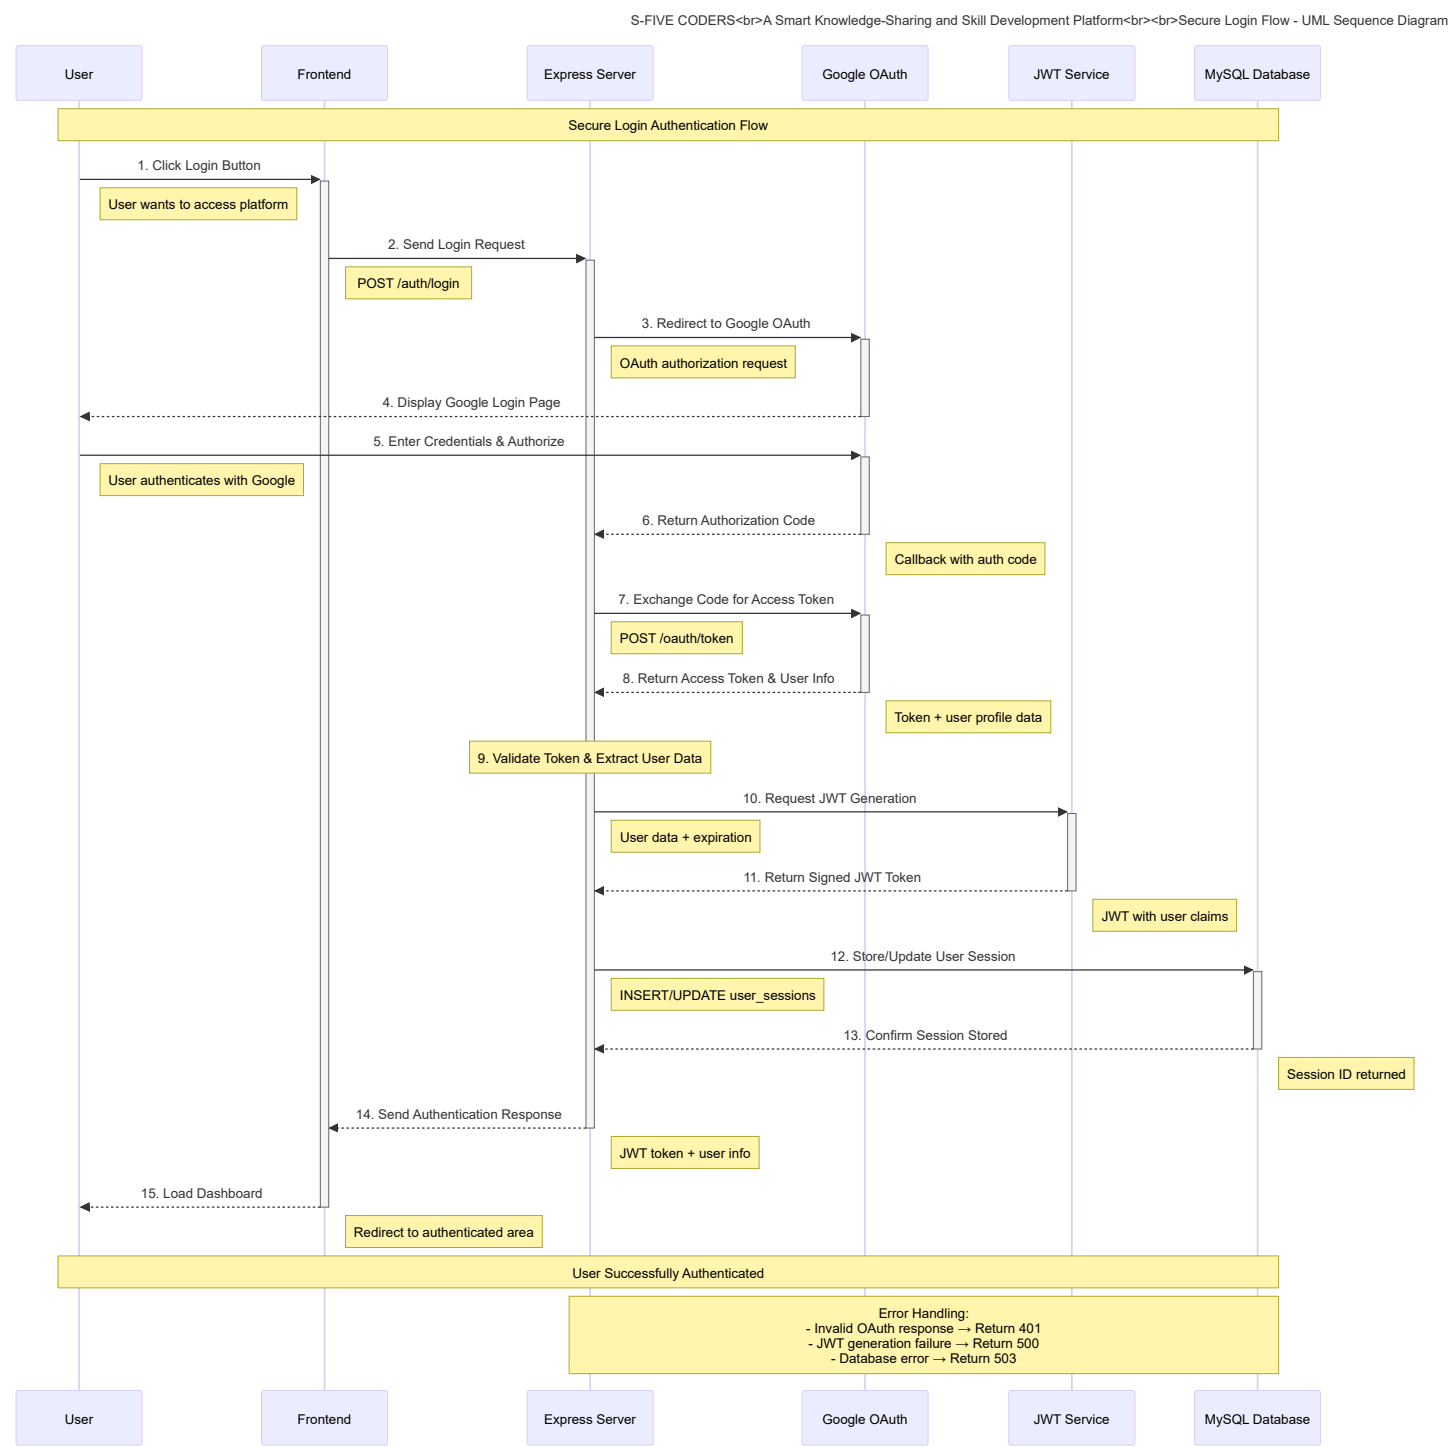 S-FIVE CODERS<br>A Smart Knowledge-Sharing and Skill Development Platform<br><br>Secure Login Flow - UML Sequence Diagram
User
Frontend
Express Server
Google OAuth
JWT Service
MySQL Database
Secure Login Authentication Flow
1. Click Login Button
User wants to access platform
2. Send Login Request
POST /auth/login
3. Redirect to Google OAuth
OAuth authorization request
4. Display Google Login Page
5. Enter Credentials & Authorize
User authenticates with Google
6. Return Authorization Code
Callback with auth code
7. Exchange Code for Access Token
POST /oauth/token
8. Return Access Token & User Info
Token + user profile data
9. Validate Token & Extract User Data
10. Request JWT Generation
User data + expiration
11. Return Signed JWT Token
JWT with user claims
12. Store/Update User Session
INSERT/UPDATE user_sessions
13. Confirm Session Stored
Session ID returned
14. Send Authentication Response
JWT token + user info
15. Load Dashboard
Redirect to authenticated area
User Successfully Authenticated
Error Handling:
- Invalid OAuth response → Return 401
- JWT generation failure → Return 500
- Database error → Return 503
User
Frontend
Express Server
Google OAuth
JWT Service
MySQL Database